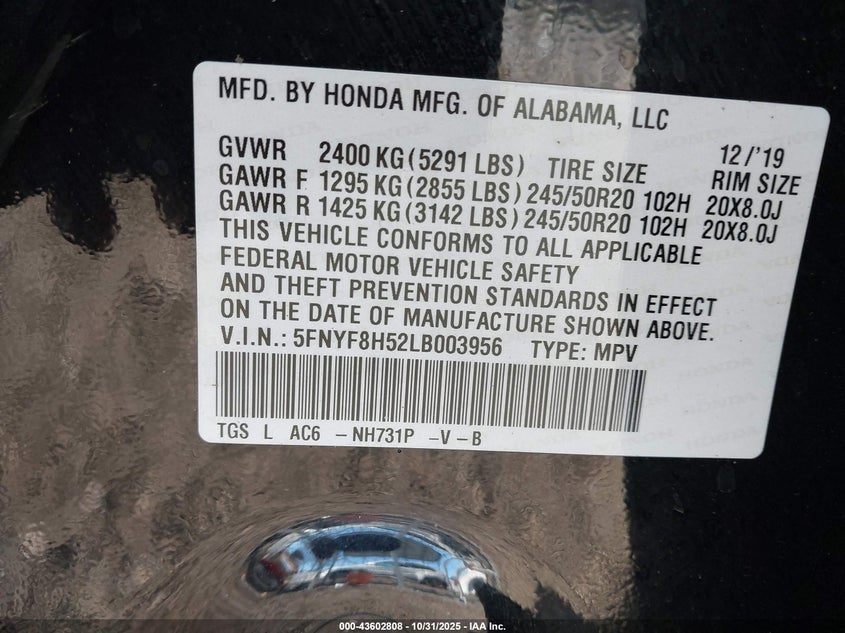 MFD. BY HONDA MFG. OF ALABAMA, LLC
GVWR 2400 KG (5291 LBS) TIRE SIZE 12/'19 RIM SIZE
GAWR F 1295 KG (2855 LBS) 245/50R20 102H 20X8.0J
GAWR R 1425 KG (3142 LBS) 245/50R20 102H 20X8.0J
THIS VEHICLE CONFORMS TO ALL APPLICABLE
FEDERAL MOTOR VEHICLE SAFETY
AND THEFT PREVENTION STANDARDS IN EFFECT
ON THE DATE OF MANUFACTURE SHOWN ABOVE.
V.I.N.: 5FNYF8H52LB003956 TYPE: MPV
TGS L AC6 -NH731P -V-B
000-43602808 - 10/31/2025 - IAA Inc.